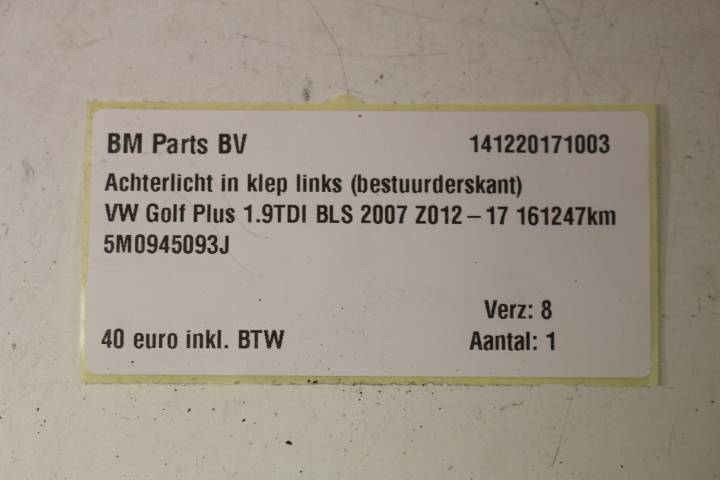 BM Parts BV 141220171003
Achterlicht in klep links (bestuurderskant)
VW Golf Plus 1.9TDI BLS 2007 Z012-17 161247km
5M0945093J
Verz: 8
40 euro inkl. BTW Aantal: 1